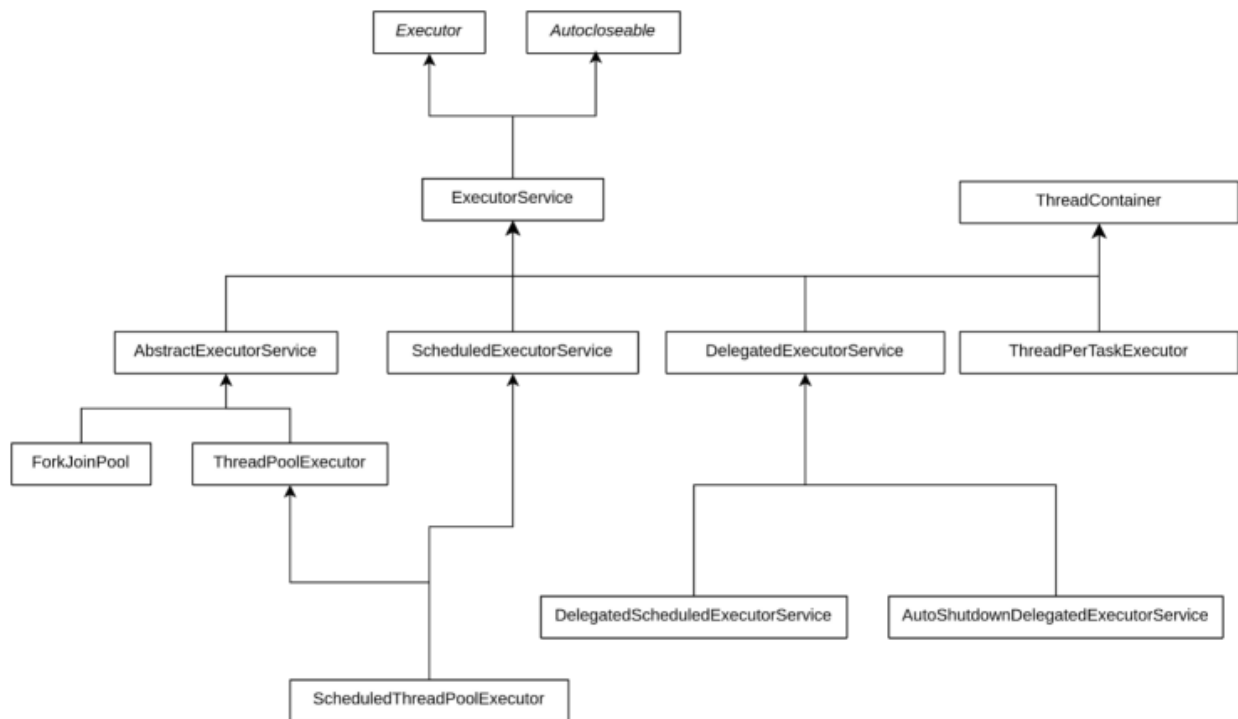 Executor
Autocloseable
ExecutorService
ThreadContainer
AbstractExecutorService
ScheduledExecutorService
DelegatedExecutorService
ThreadPerTaskExecutor
ForkJoinPool
ThreadPoolExecutor
DelegatedScheduledExecutorService
AutoShutdownDelegatedExecutorService
ScheduledThreadPoolExecutor